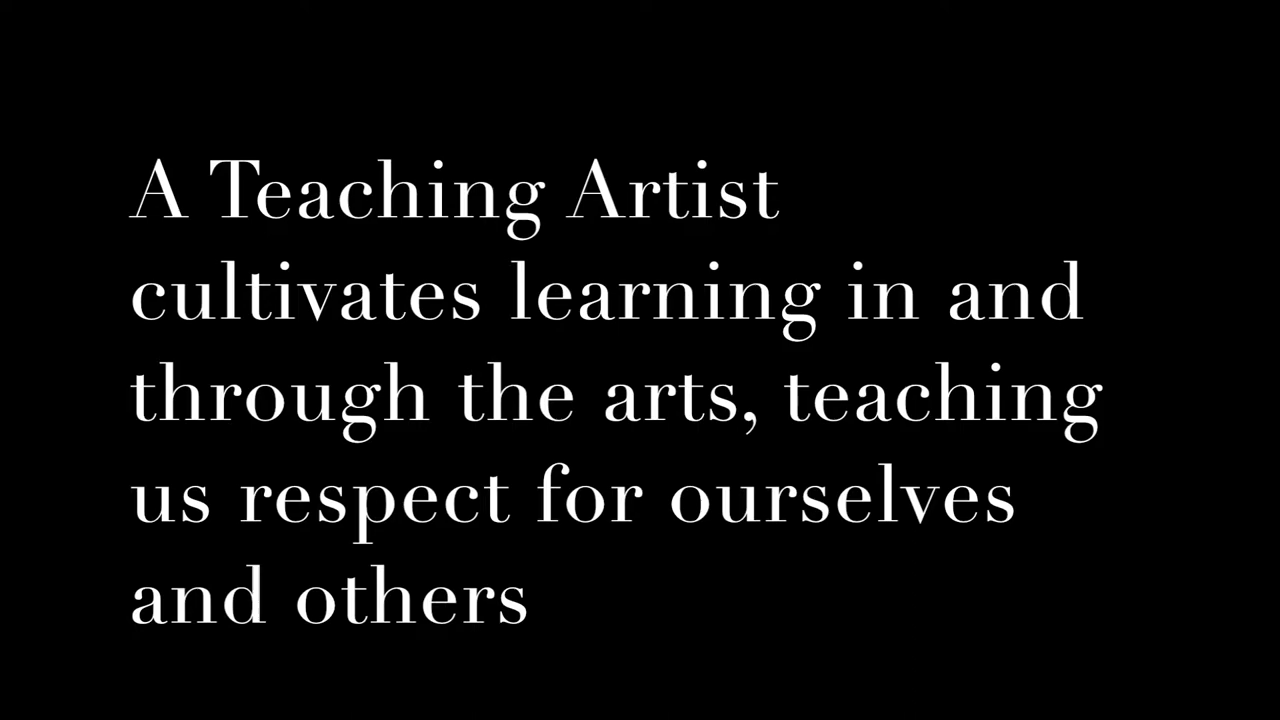 A Teaching Artist
cultivates learning in and
through the arts, teaching
us respect for ourselves
and others